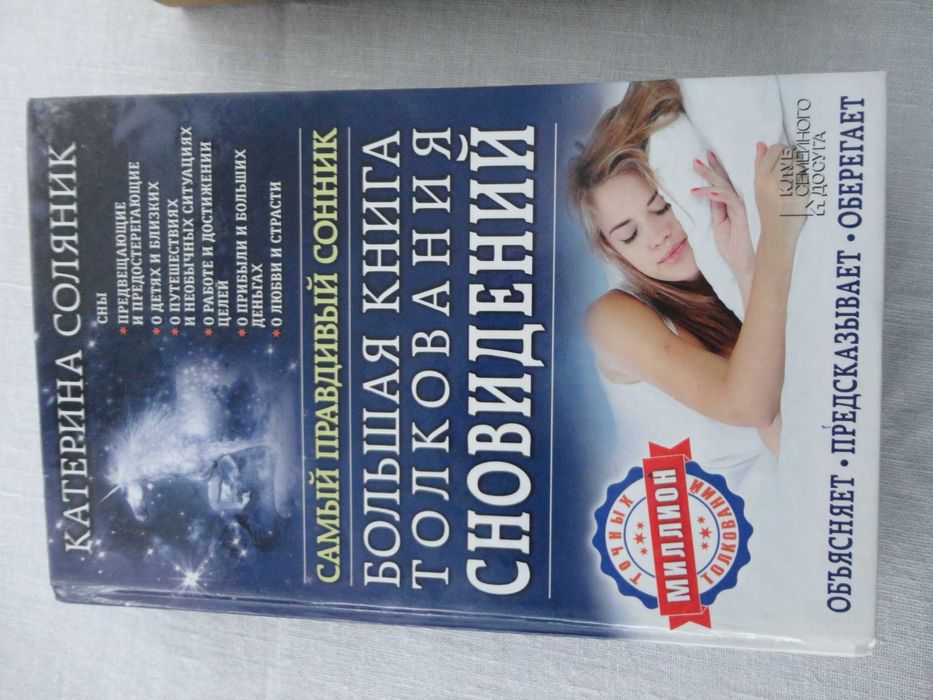 КАТЕРИНА СОЛЯНИК
СНЫ
* ПРЕДВЕЩАЮЩИЕ
И ПРЕДОСТЕРЕГАЮЩИЕ
* О ДЕТЯХ И БЛИЗКИХ
* О ПУТЕШЕСТВИЯХ
И НЕОБЫЧНЫХ СИТУАЦИЯХ
* О РАБОТЕ И ДОСТИЖЕНИИ
ЦЕЛЕЙ
* О ПРИБЫЛИ И БОЛЬШИХ
ДЕНЬГАХ
* О ЛЮБВИ И СТРАСТИ
САМЫЙ ПРАВДИВЫЙ СОННИК
БОЛЬШАЯ КНИГА
ТОЛКОВАНИЯ
СНОВИДЕНИЙ
ТОЧНЫХ
МИЛЛИОН
ТОЛКОВАНИЙ
КЛУБ
СЕМЕЙНОГО
ДОСУГА
ОБЪЯСНЯЕТ • ПРЕДСКАЗЫВАЕТ • ОБЕРЕГАЕТ